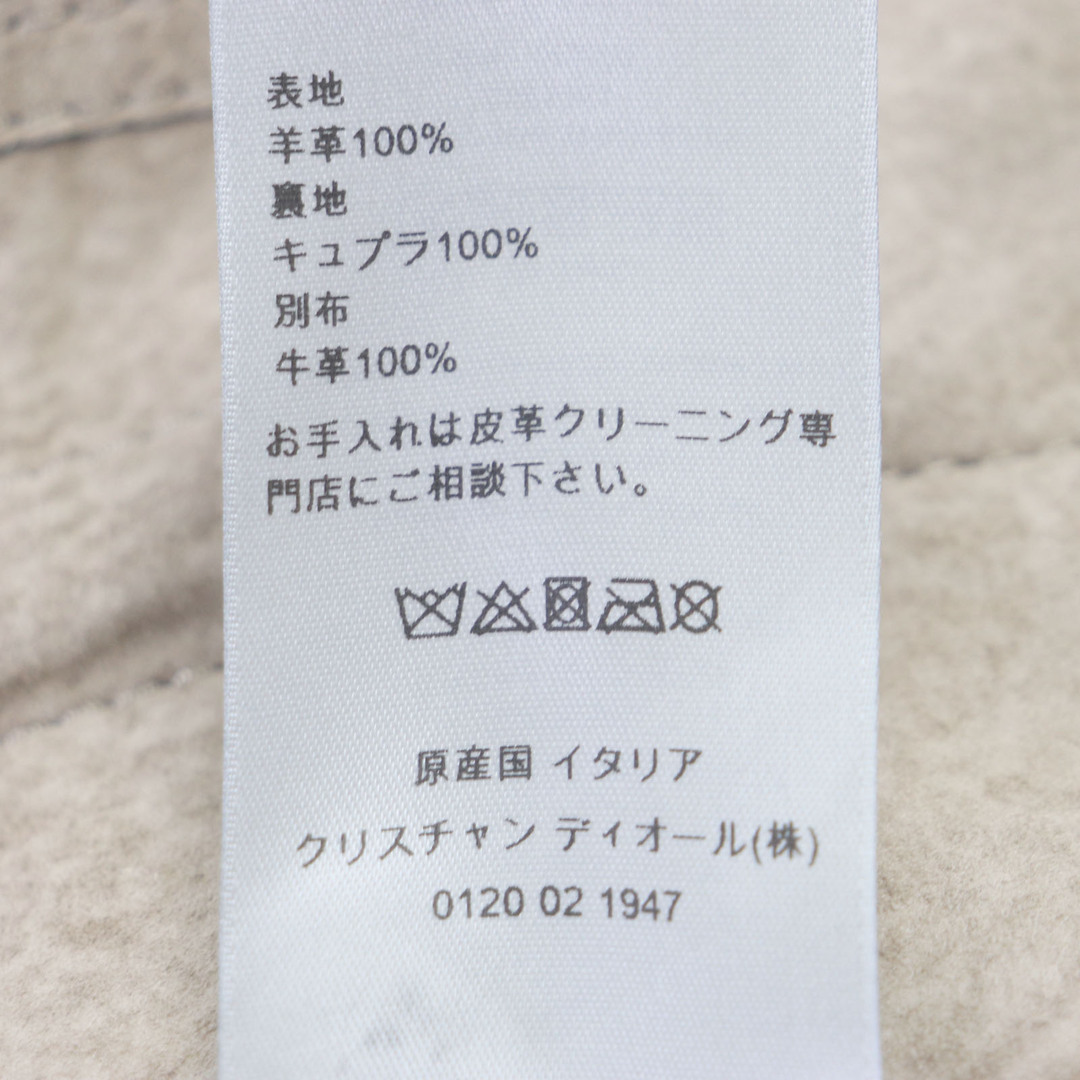 表地
羊革100%
裏地
キュプラ100%
別布
牛革100%
お手入れは皮革クリーニング専
門店にご相談下さい。
原産国 イタリア
クリスチャン ディオール(株)
0120 02 1947